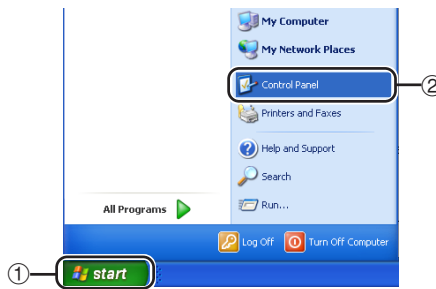 My Computer
My Network Places
Control Panel
②
Printers and Faxes
Help and Support
Search
All Programs
Run...
Log Off Turn Off Computer
① start